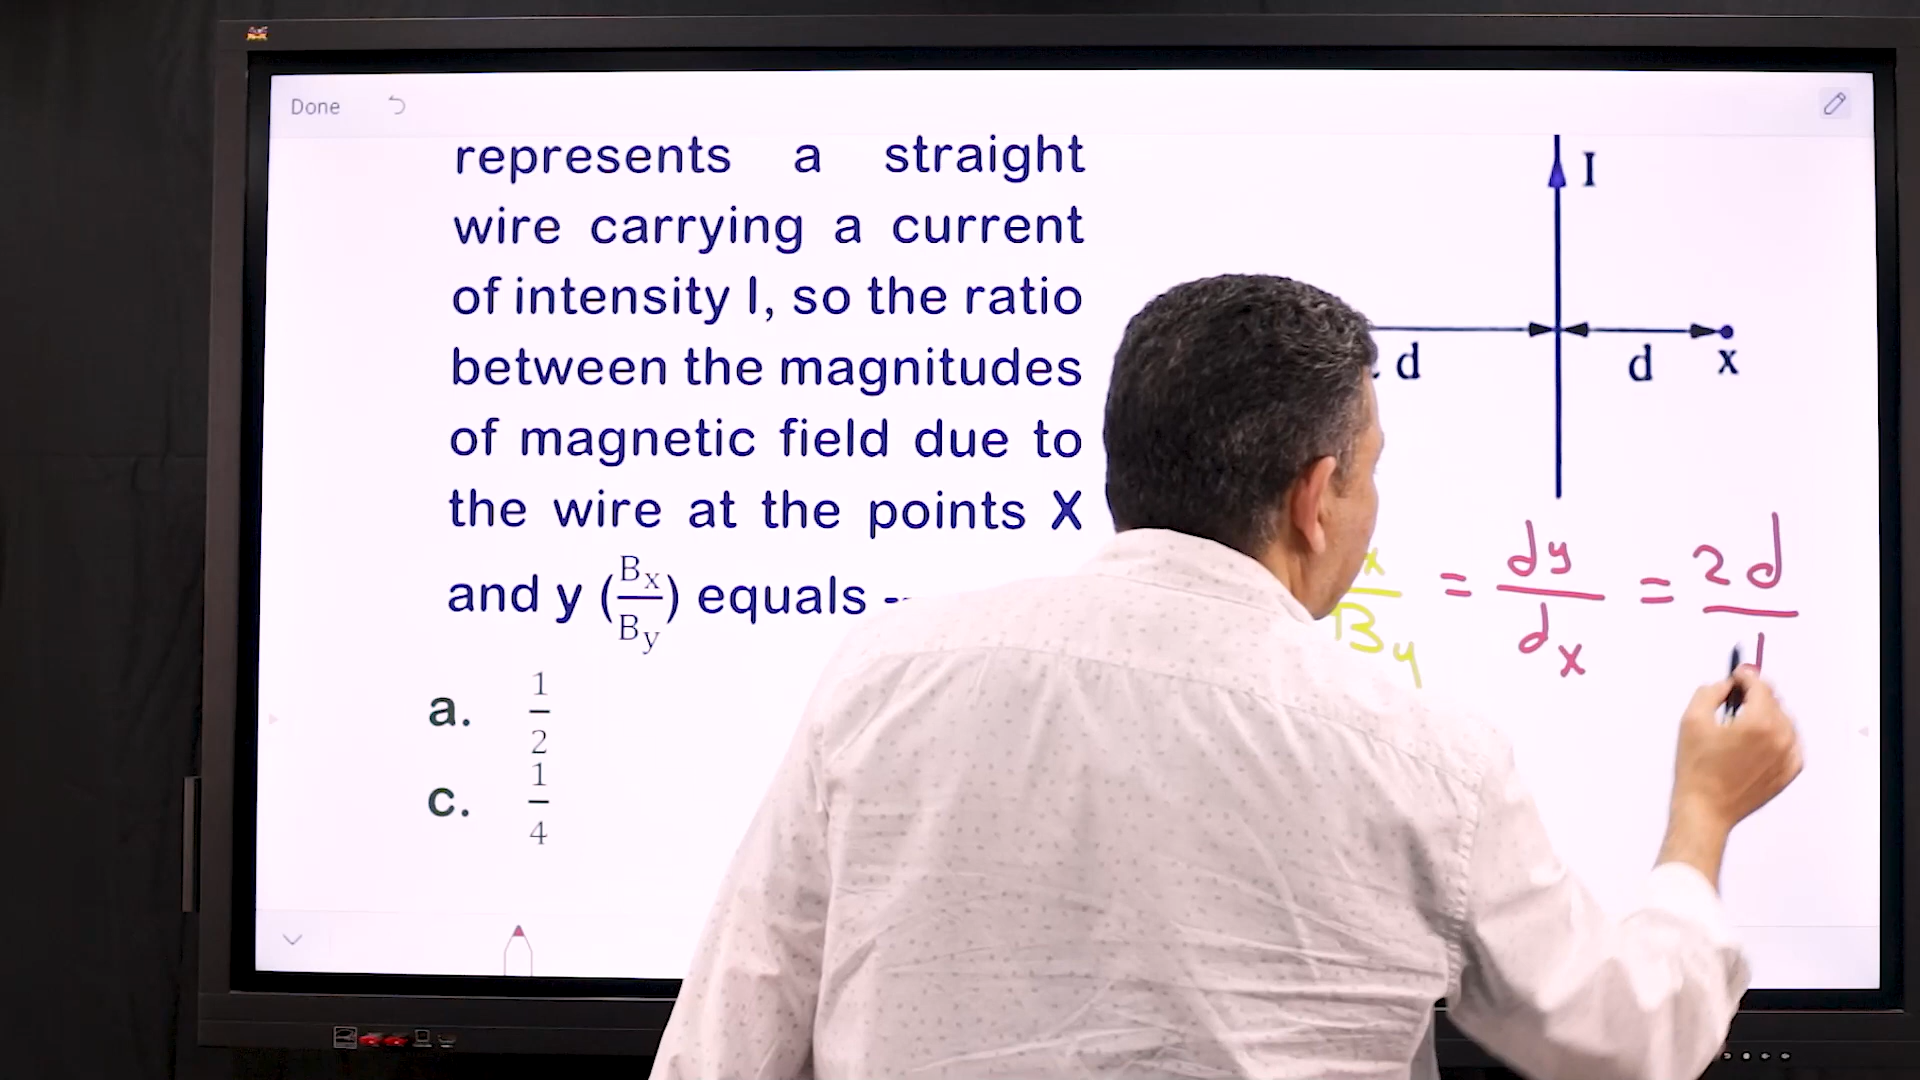 Done
represents a straight
wire carrying a current
of intensity I, so the ratio
between the magnitudes
of magnetic field due to
the wire at the points X
and y (Bx/By) equals --
a. 1/2
c. 1/4
I
d d x
x/By = dy/dx = 2d/d